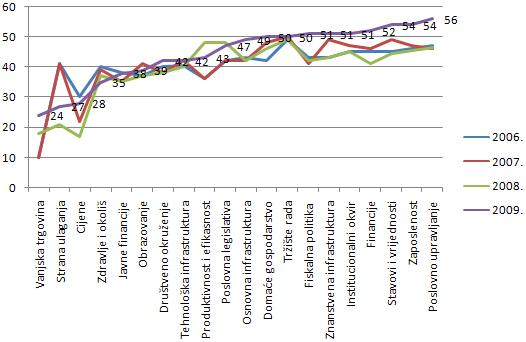 60
50
40
30
20
10
0
24
27
28
35
38
39
42
42
43
47
49
50
50
51
51
51
52
54
54
56
Vanjska trgovina
Strana ulaganja
Cijene
Zdravlje i okoliš
Javne financije
Obrazovanje
Društveno okruženje
Tehnološka infrastruktura
Produktivnost i efikasnost
Poslovna legislativa
Osnovna infrastruktura
Domaće gospodarstvo
Tržište rada
Fiskalna politika
Znanstvena infrastruktura
Institucionalni okvir
Financije
Stavovi i vrijednosti
Zaposlenost
Poslovno upravljanje
2006.
2007.
2008.
2009.